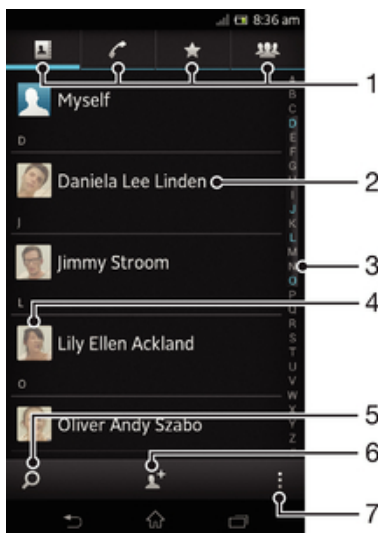 8:36 am
1
Myself
D
Daniela Lee Linden
2
J
Jimmy Stroom
3
L
4
Lily Ellen Ackland
O
Oliver Andy Szabo
5
6
7
A
B
C
D
E
F
G
H
I
J
K
L
M
N
O
P
Q
R
S
T
U
V
W
X
Y
Z